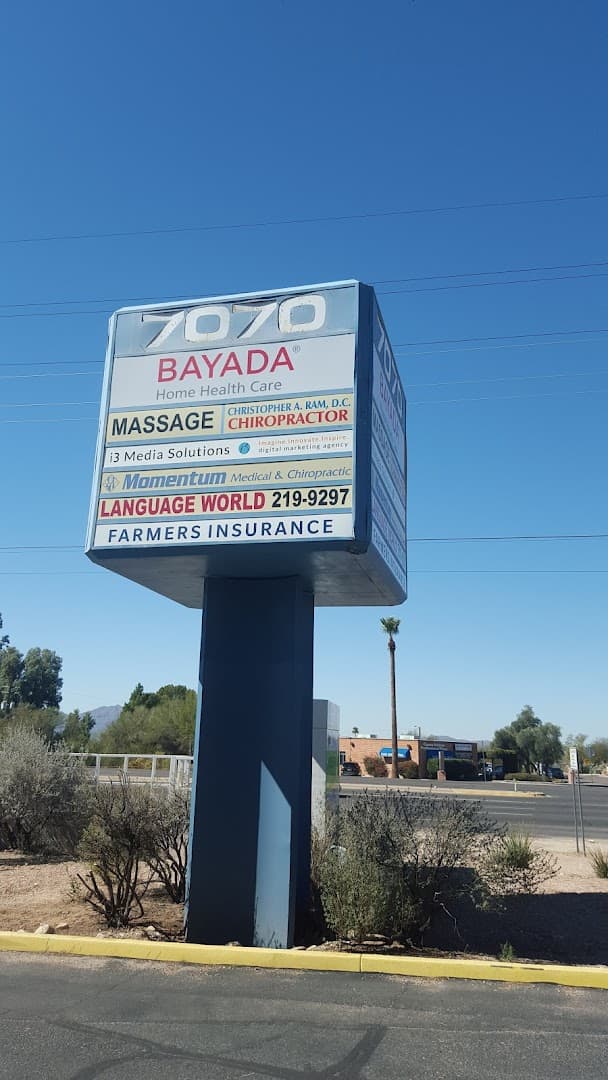 7070
BAYADA®
Home Health Care
MASSAGE
CHRISTOPHER A. RAM, D.C.
CHIROPRACTOR
i3 Media Solutions
Imagine.Innovate.Inspire.
digital marketing agency
Momentum Medical & Chiropractic
LANGUAGE WORLD 219-9297
FARMERS INSURANCE